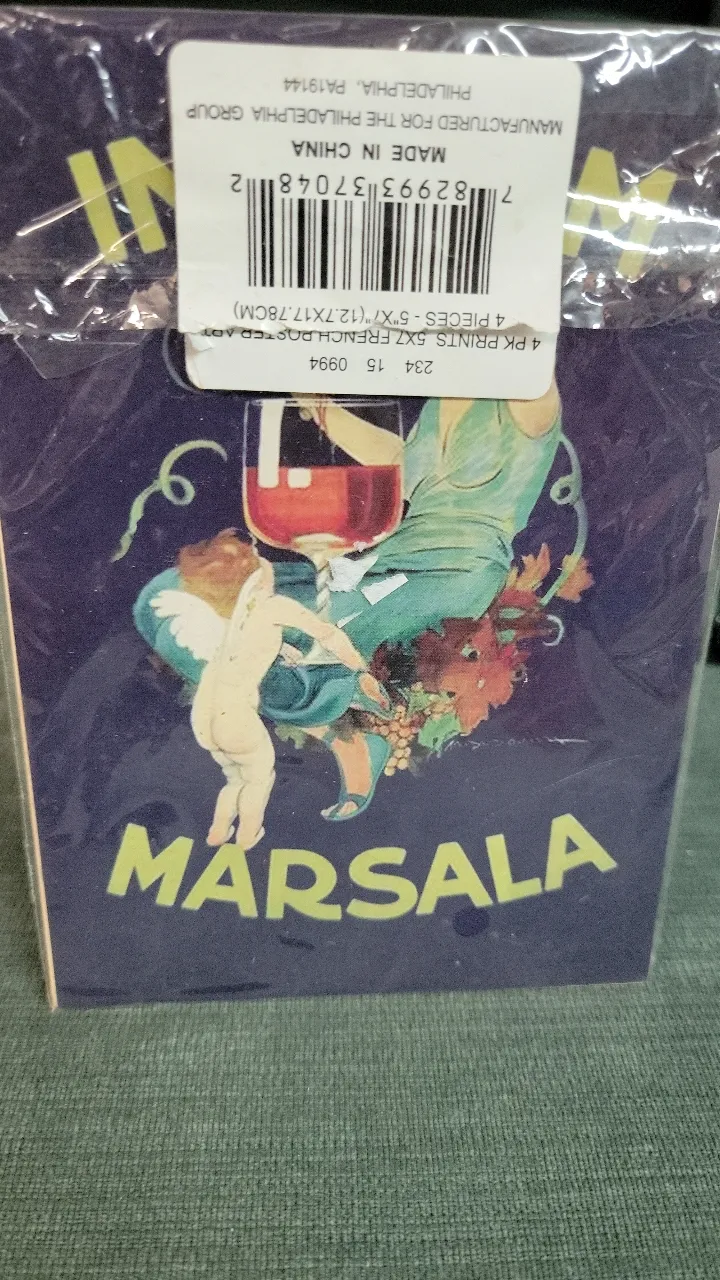 IN M
234 15 0994
4 PK PRINTS 5X7 FRENCH POSTER ART
4 PIECES - 5"X7"(12.7X17.78CM)
7 82993 37048 2
MADE IN CHINA
MANUFACTURED FOR THE PHILADELPHIA GROUP
PHILADELPHIA, PA19144
MARSALA